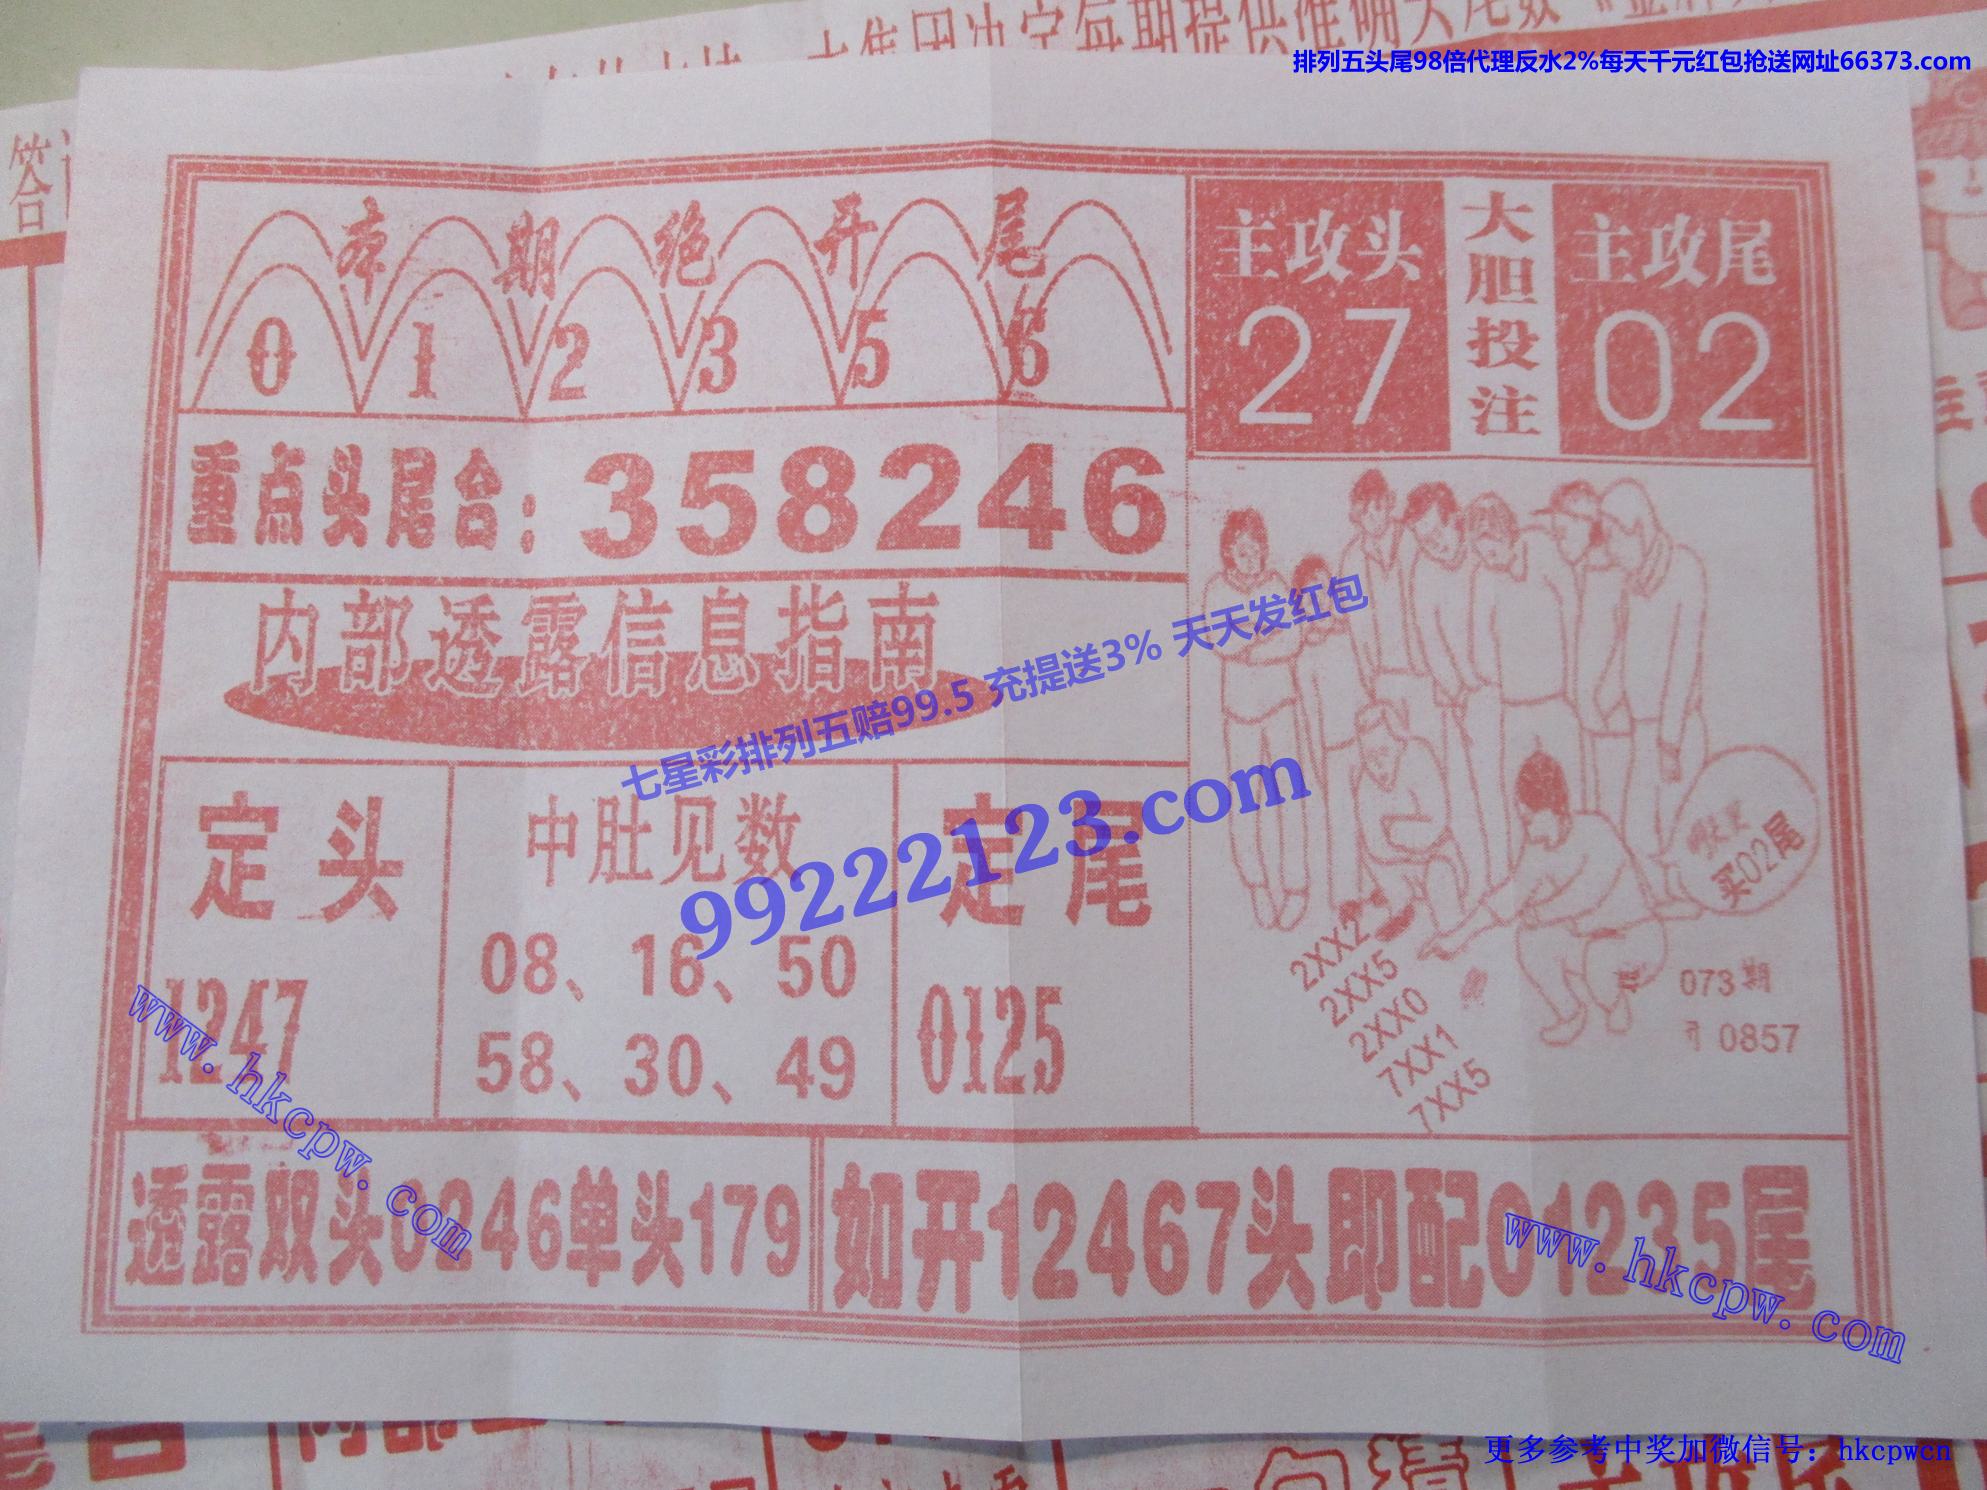 排列五头尾98倍代理反水2%每天千元红包抢送网址66373.com
本期绝开尾
0 1 2 3 5 6
主攻头
27
大胆投注
主攻尾
02
重点头尾合：358246
内部透露信息指南
七星彩排列五赔99.5 充提送3% 天天发红包
99222123.com
定头
1247
中肚见数
08、16、50
58、30、49
定尾
0125
买02尾
2XX2
2XX5
2XX0
7XX1
7XX5
073期
0857
www.hkcpw.com
透露双头0246单头179
如开12467头即配01235尾
www.hkcpw.com
更多参考中奖加微信号：hkcpwcn